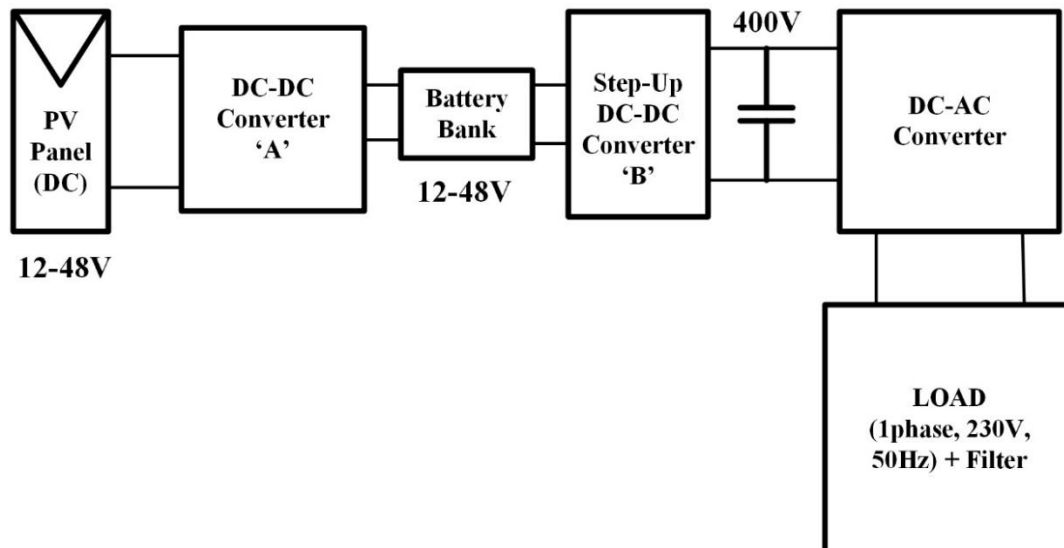 PV
Panel
(DC)
12-48V
DC-DC
Converter
‘A’
Battery
Bank
12-48V
Step-Up
DC-DC
Converter
‘B’
400V
DC-AC
Converter
LOAD
(1phase, 230V,
50Hz) + Filter